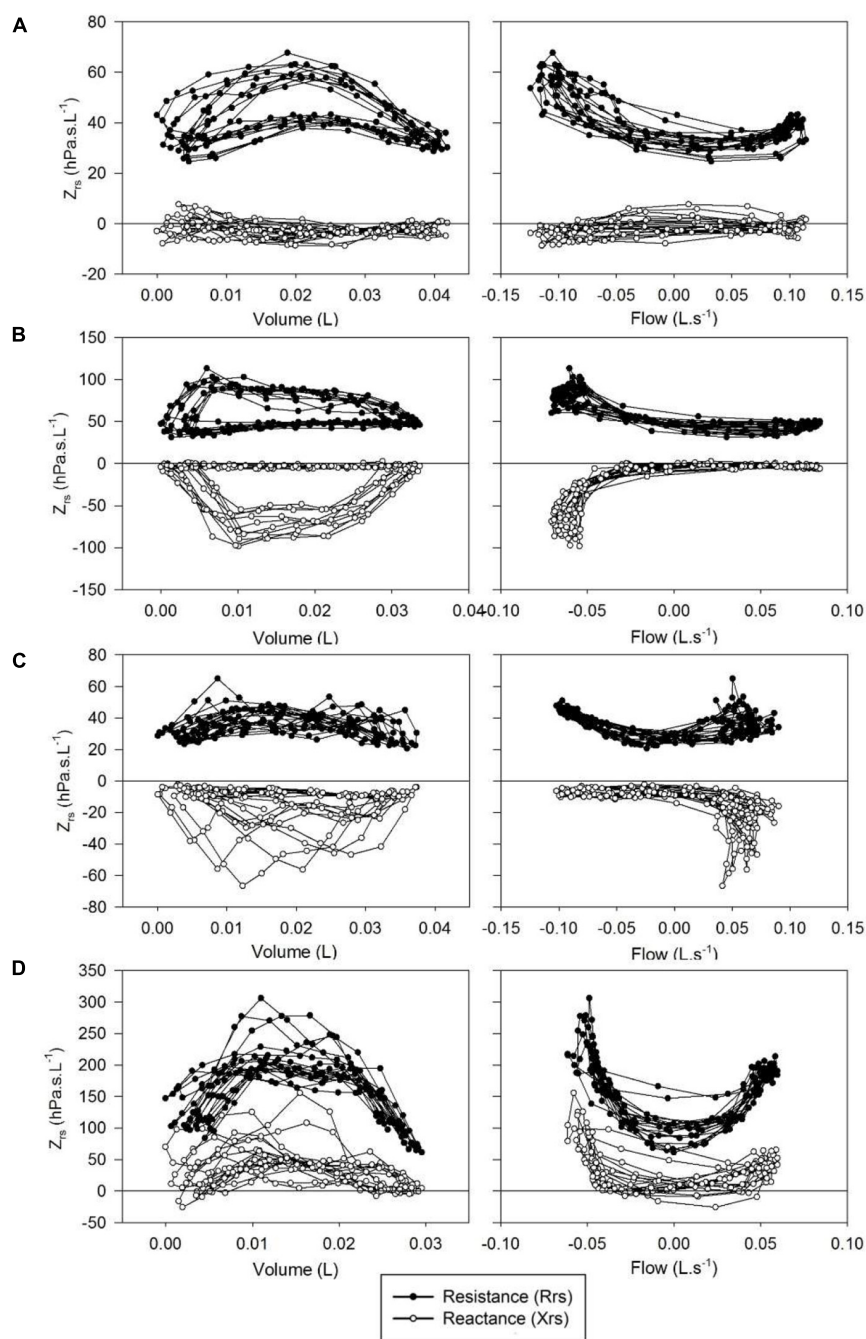 A
80
60
40
20
0
-20
Zrs (hPa.s.L-1)
0.00 0.01 0.02 0.03 0.04
Volume (L)
-0.15 -0.10 -0.05 0.00 0.05 0.10 0.15
Flow (L.s-1)
B
150
100
50
0
-50
-100
-150
Zrs (hPa.s.L-1)
0.00 0.01 0.02 0.03 0.04
Volume (L)
-0.10 -0.05 0.00 0.05 0.10
Flow (L.s-1)
C
80
60
40
20
0
-20
-40
-60
-80
Zrs (hPa.s.L-1)
0.00 0.01 0.02 0.03 0.04
Volume (L)
-0.15 -0.10 -0.05 0.00 0.05 0.10 0.15
Flow (L.s-1)
D
350
300
250
200
150
100
50
0
-50
Zrs (hPa.s.L-1)
0.00 0.01 0.02 0.03
Volume (L)
-0.10 -0.05 0.00 0.05 0.10
Flow (L.s-1)
Resistance (Rrs)
Reactance (Xrs)